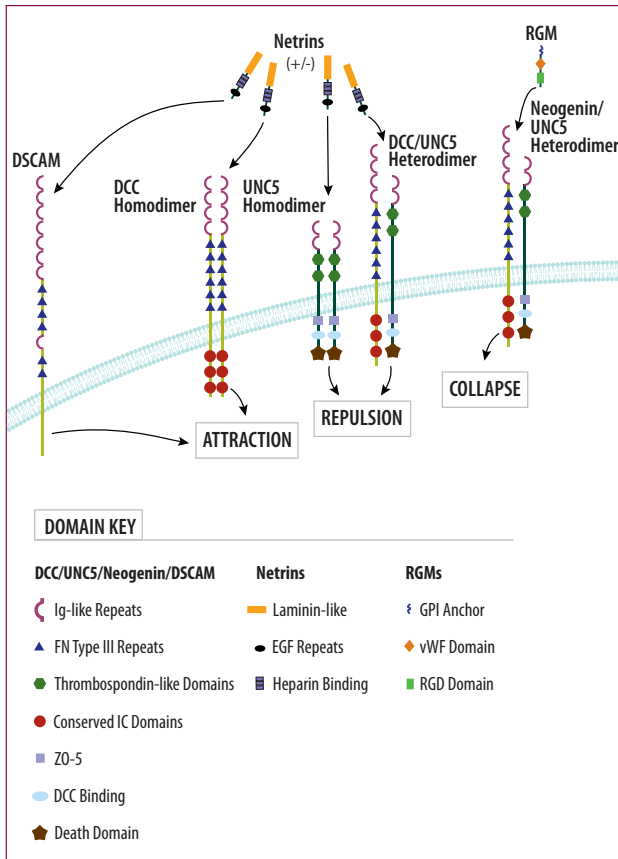 Netrins
(+/-)
RGM
DSCAM
DCC
Homodimer
UNC5
Homodimer
DCC/UNC5
Heterodimer
Neogenin/
UNC5
Heterodimer
ATTRACTION
REPULSION
COLLAPSE
DOMAIN KEY
DCC/UNC5/Neogenin/DSCAM
Ig-like Repeats
FN Type III Repeats
Thrombospondin-like Domains
Conserved IC Domains
ZO-5
DCC Binding
Death Domain
Netrins
Laminin-like
EGF Repeats
Heparin Binding
RGMs
GPI Anchor
vWF Domain
RGD Domain